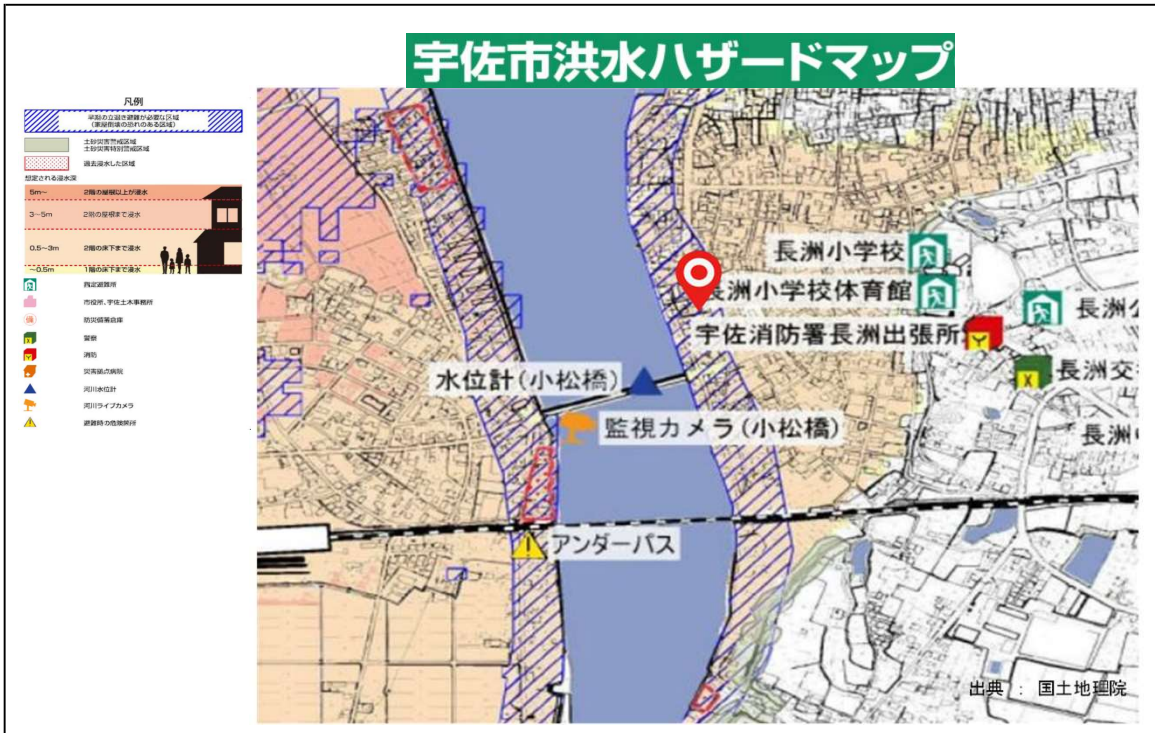 宇佐市洪水ハザードマップ
凡例
早期の立退き避難が必要な区域
(家屋倒壊の恐れのある区域)
土砂災害警戒区域
土砂災害特別警戒区域
過去浸水した区域
想定される浸水深
5m〜 2階の屋根以上が浸水
3〜5m 2階の屋根まで浸水
0.5〜3m 2階の床下まで浸水
〜0.5m 1階の床下まで浸水
指定避難所
市役所、宇佐土木事務所
防災備蓄倉庫
警察
消防
災害拠点病院
河川水位計
河川ライブカメラ
避難時の危険箇所
長洲小学校
長洲小学校体育館
長洲公
宇佐消防署長洲出張所
長洲交
水位計(小松橋)
監視カメラ(小松橋)
長洲
アンダーパス
出典 : 国土地理院